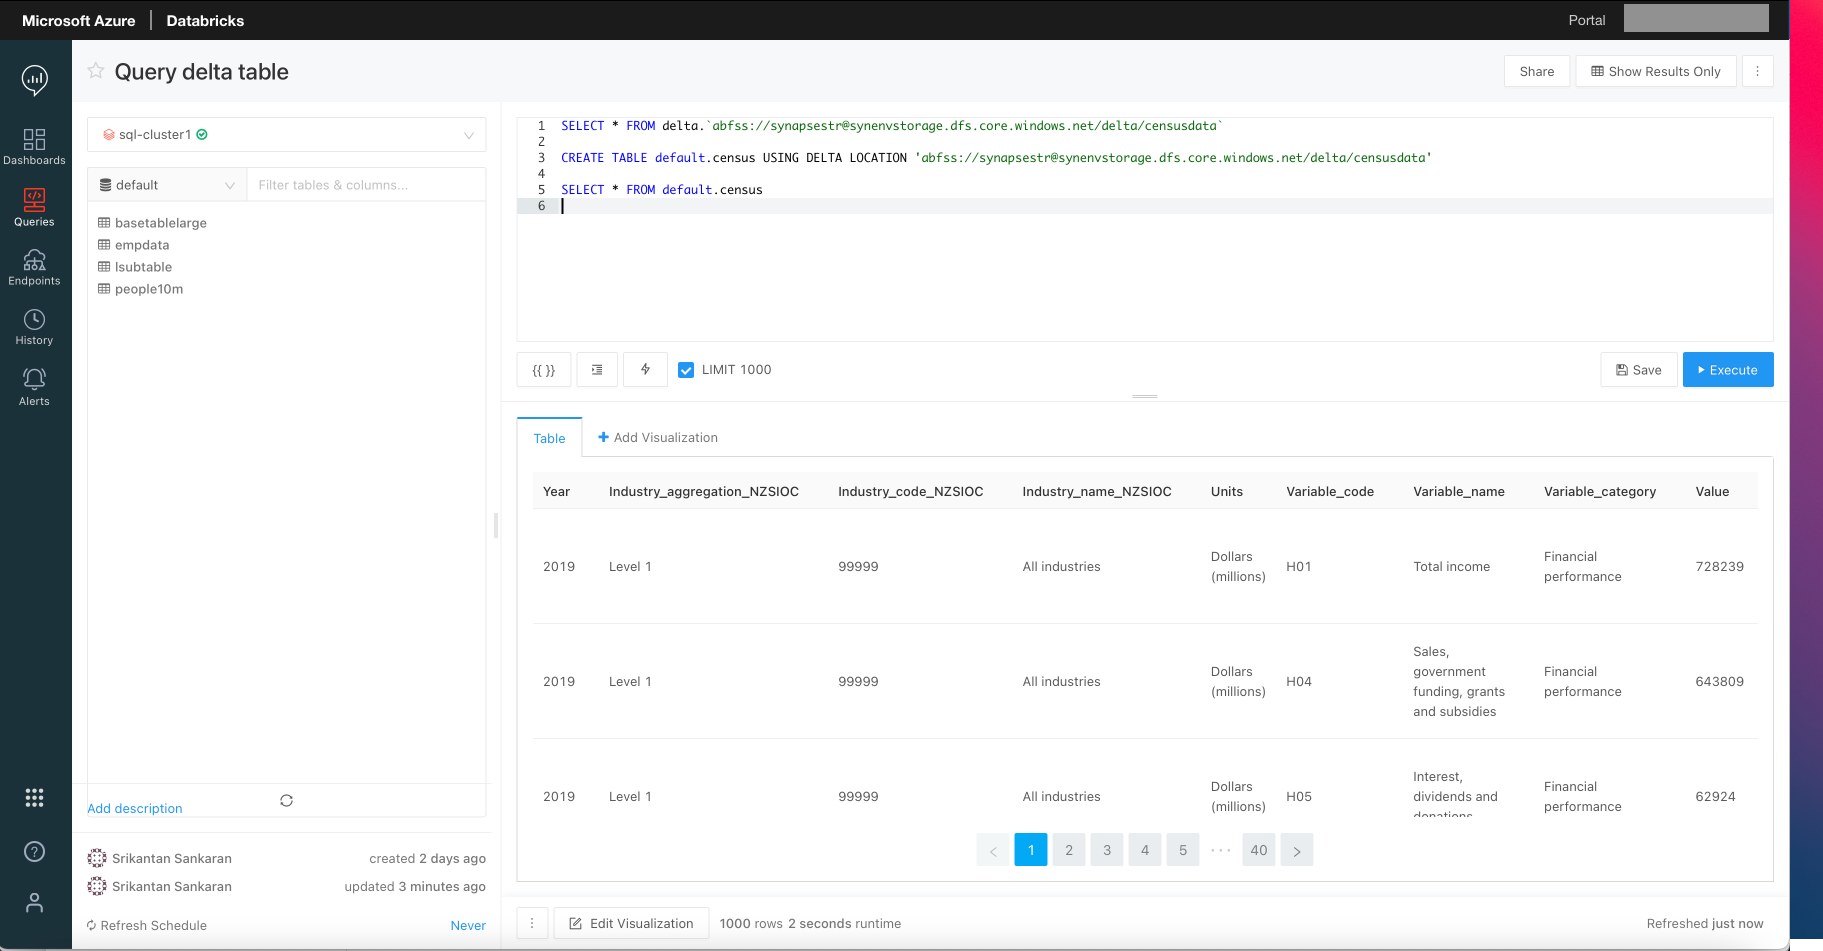 Microsoft Azure | Databricks
Portal
Query delta table
Share
Show Results Only
Dashboards
Queries
Endpoints
History
Alerts
sql-cluster1
default
Filter tables & columns...
basetablelarge
empdata
lsubtable
people10m
1 SELECT * FROM delta.`abfss://synapsestr@synenvstorage.dfs.core.windows.net/delta/censusdata`
2
3 CREATE TABLE default.census USING DELTA LOCATION 'abfss://synapsestr@synenvstorage.dfs.core.windows.net/delta/censusdata'
4
5 SELECT * FROM default.census
6
{{ }}
LIMIT 1000
Save
Execute
Table
Add Visualization
Year Industry_aggregation_NZSIOC Industry_code_NZSIOC Industry_name_NZSIOC Units Variable_code Variable_name Variable_category Value
2019 Level 1 99999 All industries Dollars (millions) H01 Total income Financial performance 728239
2019 Level 1 99999 All industries Dollars (millions) H04 Sales, government funding, grants and subsidies Financial performance 643809
2019 Level 1 99999 All industries Dollars (millions) H05 Interest, dividends and donations Financial performance 62924
< 1 2 3 4 5 ··· 40 >
Add description
Srikantan Sankaran created 2 days ago
Srikantan Sankaran updated 3 minutes ago
Refresh Schedule Never
Edit Visualization
1000 rows 2 seconds runtime
Refreshed just now